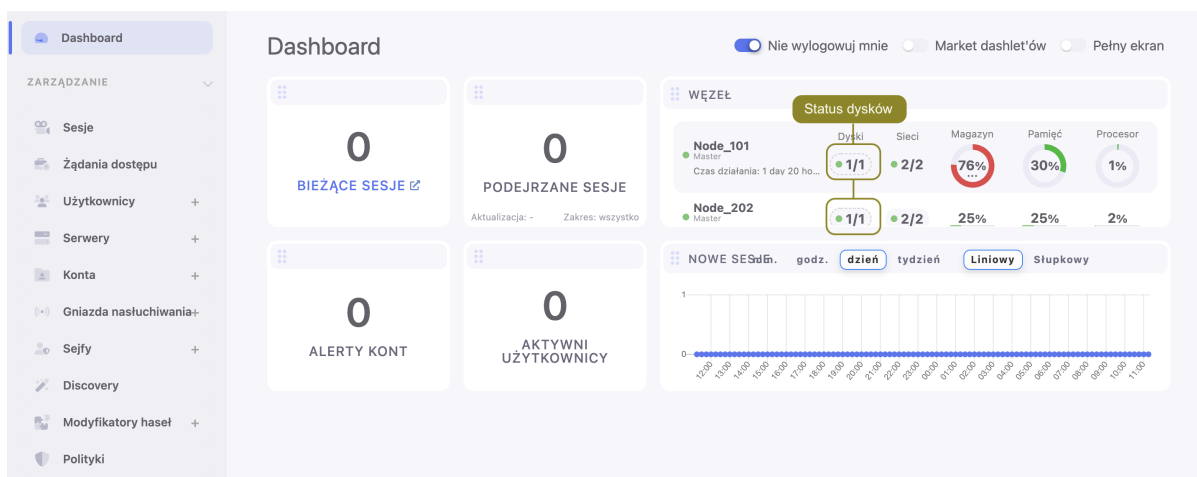 Dashboard
ZARZĄDZANIE
Sesje
Żądania dostępu
Użytkownicy +
Serwery +
Konta +
Gniazda nasłuchiwania+
Sejfy +
Discovery
Modyfikatory haseł +
Polityki
Dashboard
Nie wylogowuj mnie Market dashlet'ów Pełny ekran
0
BIEŻĄCE SESJE
0
PODEJRZANE SESJE
Aktualizacja: - Zakres: wszystko
WĘZEŁ
Status dysków
Dyski Sieci Magazyn Pamięć Procesor
Node_101
Master
Czas działania: 1 day 20 ho...
1/1 2/2 76% 30% 1%
...
Node_202
Master
1/1 2/2 25% 25% 2%
0
ALERTY KONT
0
AKTYWNI
UŻYTKOWNICY
NOWE SESJE godz. dzień tydzień Liniowy Słupkowy
1
0
12:00 13:00 14:00 15:00 16:00 17:00 18:00 19:00 20:00 21:00 22:00 23:00 00:00 01:00 02:00 03:00 04:00 05:00 06:00 07:00 08:00 09:00 10:00 11:00